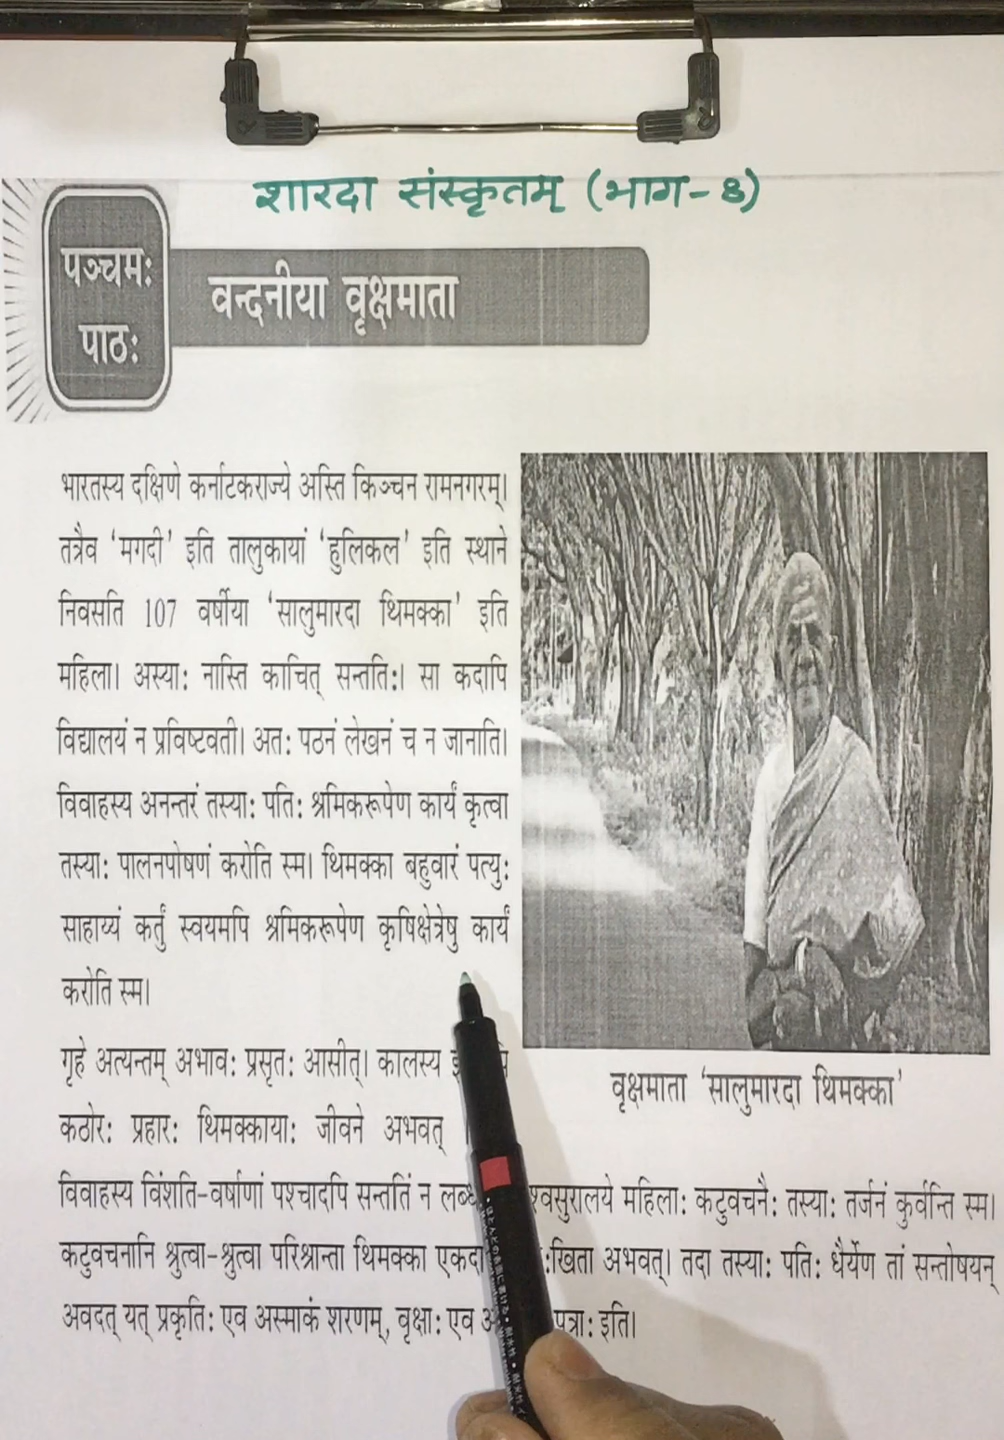 शारदा संस्कृतम् (भाग-8)
पञ्चमः
पाठः
वन्दनीया वृक्षमाता
भारतस्य दक्षिणे कर्नाटकराज्ये अस्ति किञ्चन रामनगरम्।
तत्रैव ‘मगदी’ इति तालुकायां ‘हुलिकल’ इति स्थाने
निवसति 107 वर्षीया ‘सालुमारदा थिमक्का’ इति
महिला। अस्याः नास्ति काचित् सन्ततिः। सा कदापि
विद्यालयं न प्रविष्टवती। अतः पठनं लेखनं च न जानाति।
विवाहस्य अनन्तरं तस्याः पतिः श्रमिकरूपेण कार्यं कृत्वा
तस्याः पालनपोषणं करोति स्म। थिमक्का बहुवारं पत्युः
साहाय्यं कर्तुं स्वयमपि श्रमिकरूपेण कृषिक्षेत्रेषु कार्यं
करोति स्म।
वृक्षमाता ‘सालुमारदा थिमक्का’
गृहे अत्यन्तम् अभावः प्रसृतः आसीत्। कालस्य
कठोरः प्रहारः थिमक्कायाः जीवने अभवत्
विवाहस्य विंशति-वर्षाणां पश्चादपि सन्ततिं न महिलाः कटुवचनैः तस्याः तर्जनं कुर्वन्ति स्म।
कटुवचनानि श्रुत्वा-श्रुत्वा परिश्रान्ता थिमक्का एकदा अभवत्। तदा तस्याः पतिः धैर्येण तां सन्तोषयन्
अवदत् यत् प्रकृतिः एव अस्माकं शरणम्, वृक्षाः एव इति।